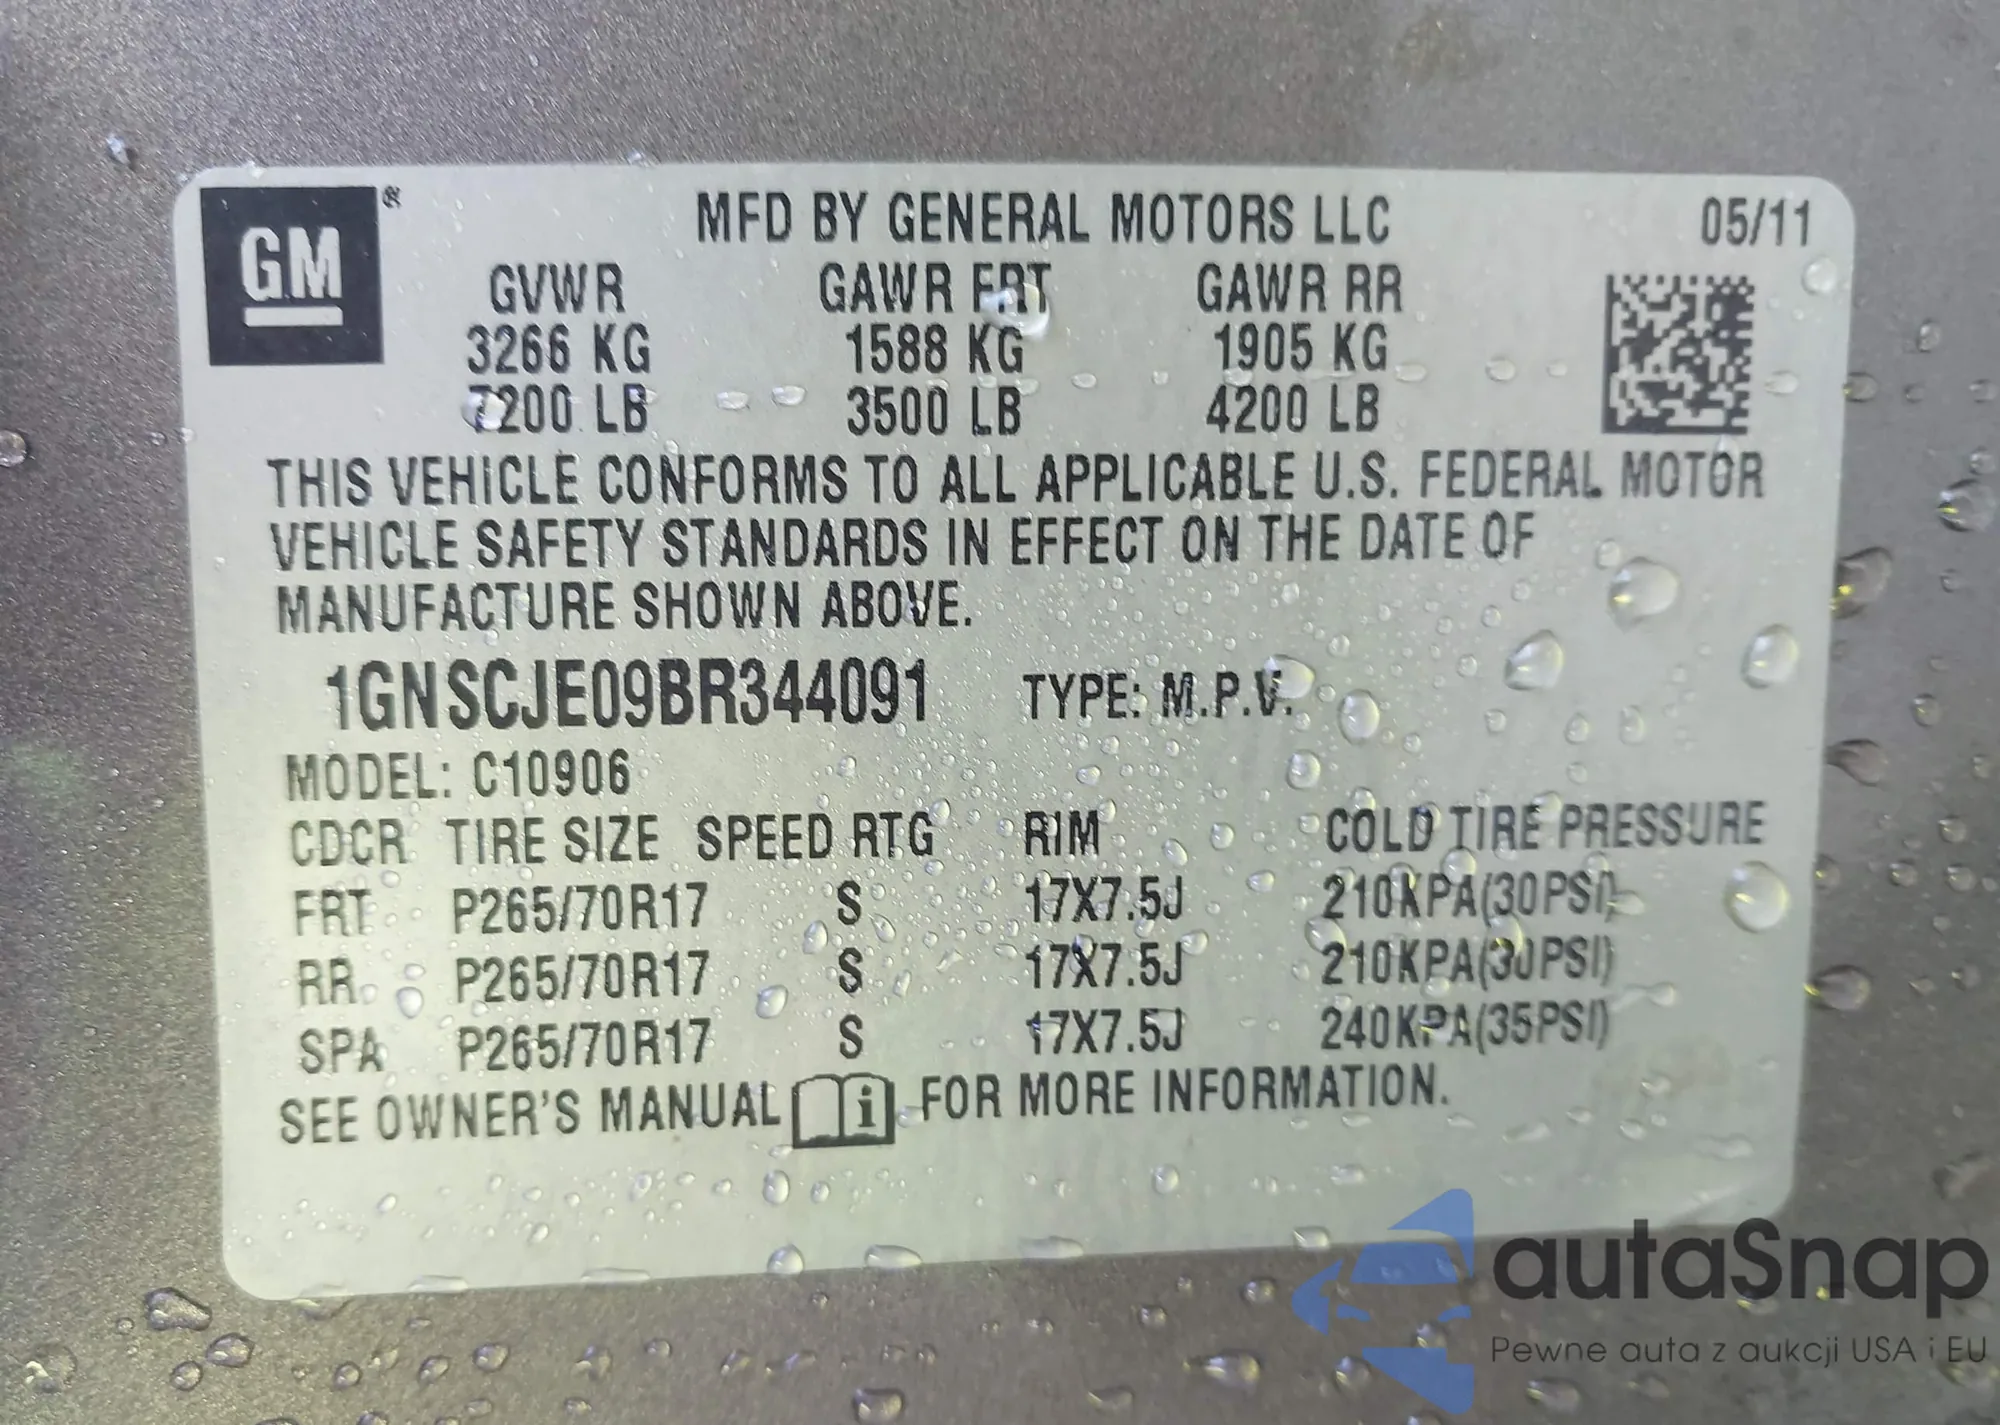 GM ® MFD BY GENERAL MOTORS LLC 05/11
GVWR GAWR FRT GAWR RR
3266 KG 1588 KG 1905 KG
7200 LB 3500 LB 4200 LB
THIS VEHICLE CONFORMS TO ALL APPLICABLE U.S. FEDERAL MOTOR
VEHICLE SAFETY STANDARDS IN EFFECT ON THE DATE OF
MANUFACTURE SHOWN ABOVE.
1GNSCJE09BR344091 TYPE: M.P.V.
MODEL: C10906
CDCR TIRE SIZE SPEED RTG RIM COLD TIRE PRESSURE
FRT P265/70R17 S 17X7.5J 210KPA(30PSI)
RR P265/70R17 S 17X7.5J 210KPA(30PSI)
SPA P265/70R17 S 17X7.5J 240KPA(35PSI)
SEE OWNER'S MANUAL i FOR MORE INFORMATION.
autaSnap
Pewne auta z aukcji USA i EU